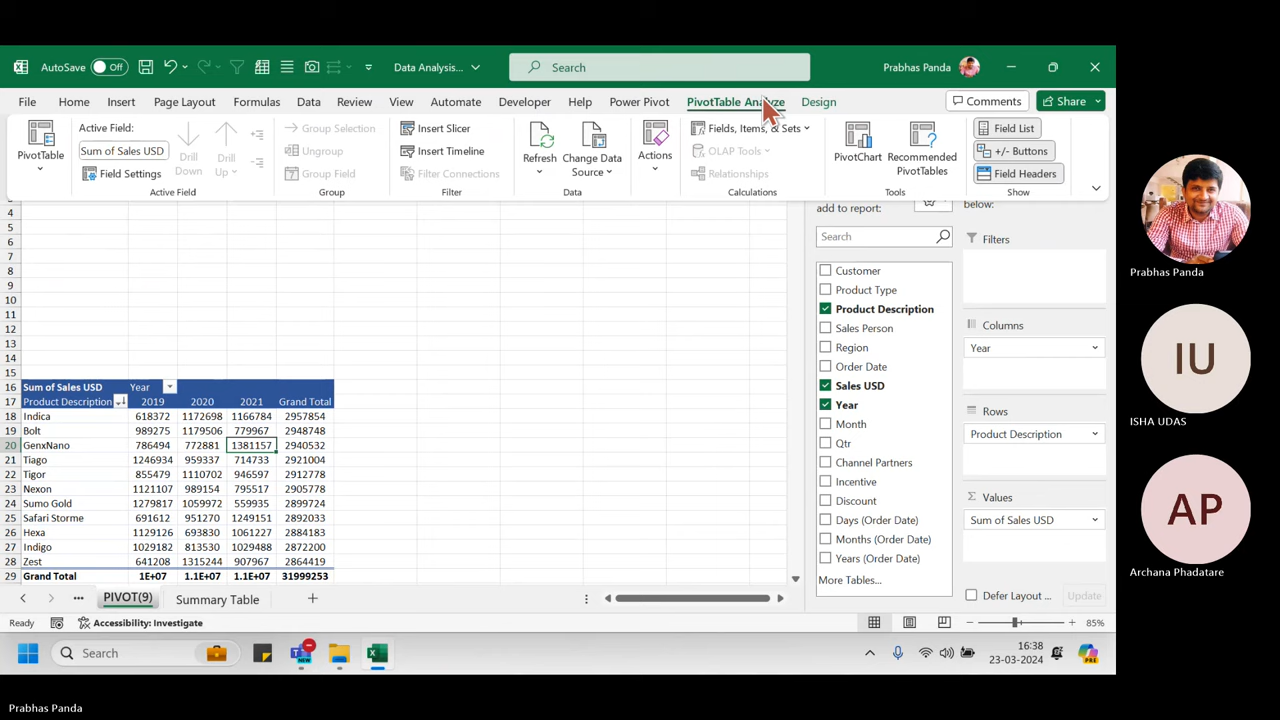 AutoSave Off Data Analysis... Search Prabhas Panda
File Home Insert Page Layout Formulas Data Review View Automate Developer Help Power Pivot PivotTable Analyze Design Comments Share
PivotTable
Active Field:
Sum of Sales USD
Field Settings
Drill Down
Drill Up
Active Field
Group Selection
Ungroup
Group Field
Group
Insert Slicer
Insert Timeline
Filter Connections
Filter
Refresh
Change Data Source
Data
Actions
Fields, Items, & Sets
OLAP Tools
Relationships
Calculations
PivotChart
Recommended PivotTables
Tools
Field List
+/- Buttons
Field Headers
Show
add to report:
below:
Search
Customer
Product Type
Product Description
Sales Person
Region
Order Date
Sales USD
Year
Month
Qtr
Channel Partners
Incentive
Discount
Days (Order Date)
Months (Order Date)
Years (Order Date)
More Tables...
Filters
Columns
Year
Rows
Product Description
Values
Sum of Sales USD
Defer Layout ... Update
4
5
6
7
8
9
10
11
12
13
14
15
16 Sum of Sales USD Year
17 Product Description 2019 2020 2021 Grand Total
18 Indica 618372 1172698 1166784 2957854
19 Bolt 989275 1179506 779967 2948748
20 GenxNano 786494 772881 1381157 2940532
21 Tiago 1246934 959337 714733 2921004
22 Tigor 855479 1110702 946597 2912778
23 Nexon 1121107 989154 795517 2905778
24 Sumo Gold 1279817 1059972 559935 2899724
25 Safari Storme 691612 951270 1249151 2892033
26 Hexa 1129126 693830 1061227 2884183
27 Indigo 1029182 813530 1029488 2872200
28 Zest 641208 1315244 907967 2864419
29 Grand Total 1E+07 1.1E+07 1.1E+07 31999253
PIVOT(9) Summary Table
Ready Accessibility: Investigate 85%
Search
NEW
16:38
23-03-2024
PRE
Prabhas Panda
IU
ISHA UDAS
AP
Archana Phadatare
Prabhas Panda